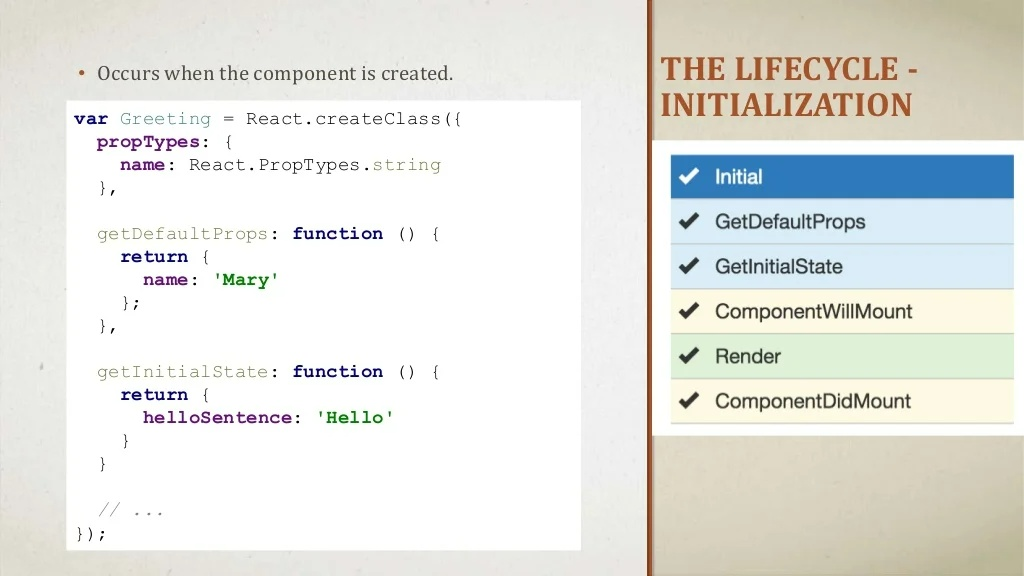 • Occurs when the component is created.
var Greeting = React.createClass({
  propTypes: {
    name: React.PropTypes.string
  },

  getDefaultProps: function () {
    return {
      name: 'Mary'
    };
  },

  getInitialState: function () {
    return {
      helloSentence: 'Hello'
    }
  }

  // ...
});
THE LIFECYCLE -
INITIALIZATION
Initial
GetDefaultProps
GetInitialState
ComponentWillMount
Render
ComponentDidMount